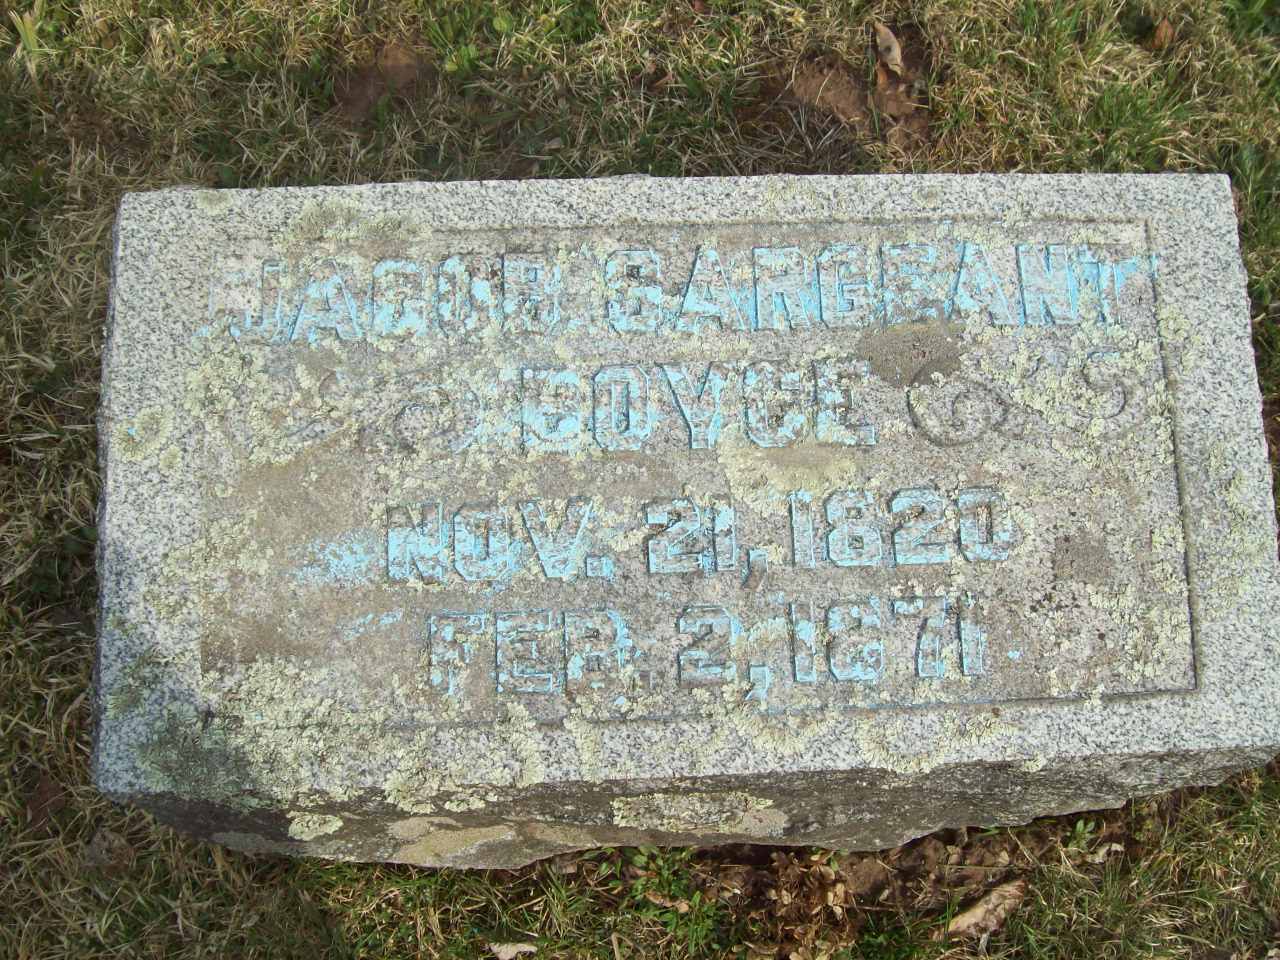 JACOB SARGEANT
BOYCE
NOV. 21, 1820
FEB. 2, 1871